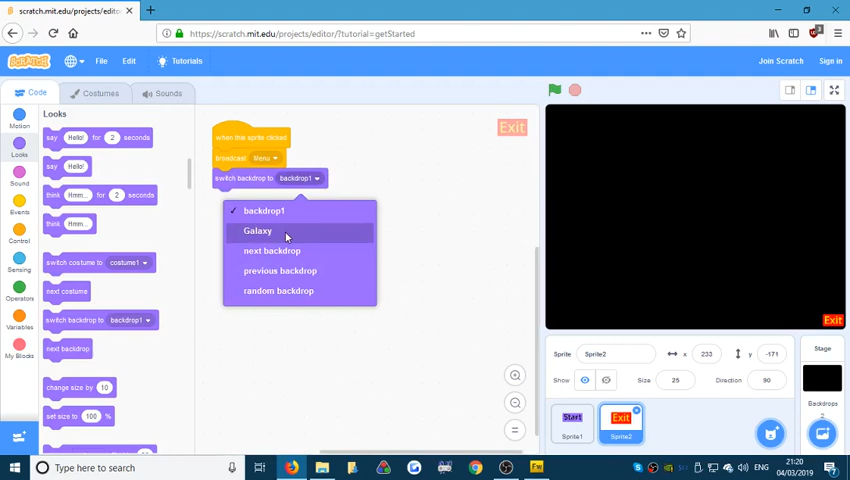 scratch.mit.edu/projects/edito
https://scratch.mit.edu/projects/editor/?tutorial=getStarted
SCRATCH File Edit Tutorials Join Scratch Sign in
Code Costumes Sounds
Motion
Looks
Sound
Events
Control
Sensing
Operators
Variables
My Blocks
Looks
say Hello! for 2 seconds
say Hello!
think Hmm... for 2 seconds
think Hmm...
switch costume to costume1
next costume
switch backdrop to backdrop1
next backdrop
change size by 10
set size to 100 %
when this sprite clicked
broadcast Menu
switch backdrop to backdrop1
✓ backdrop1
Galaxy
next backdrop
previous backdrop
random backdrop
Exit
Exit
Sprite Sprite2 x 233 y -171
Show Size 25 Direction 90
Start
Sprite1
Exit
Sprite2
Stage
Backdrops
2
Type here to search
Fw
ENG
21:20
04/03/2019